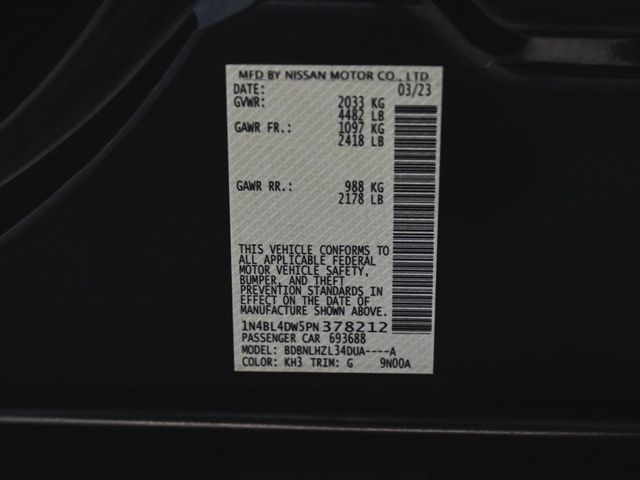 MFD BY NISSAN MOTOR CO., LTD
DATE: 03/23
GVWR: 2033 KG
4482 LB
GAWR FR.: 1097 KG
2418 LB
GAWR RR.: 988 KG
2178 LB
THIS VEHICLE CONFORMS TO
ALL APPLICABLE FEDERAL
MOTOR VEHICLE SAFETY,
BUMPER, AND THEFT
PREVENTION STANDARDS IN
EFFECT ON THE DATE OF
MANUFACTURE SHOWN ABOVE.
1N4BL4DW5PN378212
PASSENGER CAR 693688
MODEL: BDBNLHZL34DUA----A
COLOR: KH3 TRIM: G 9N00A